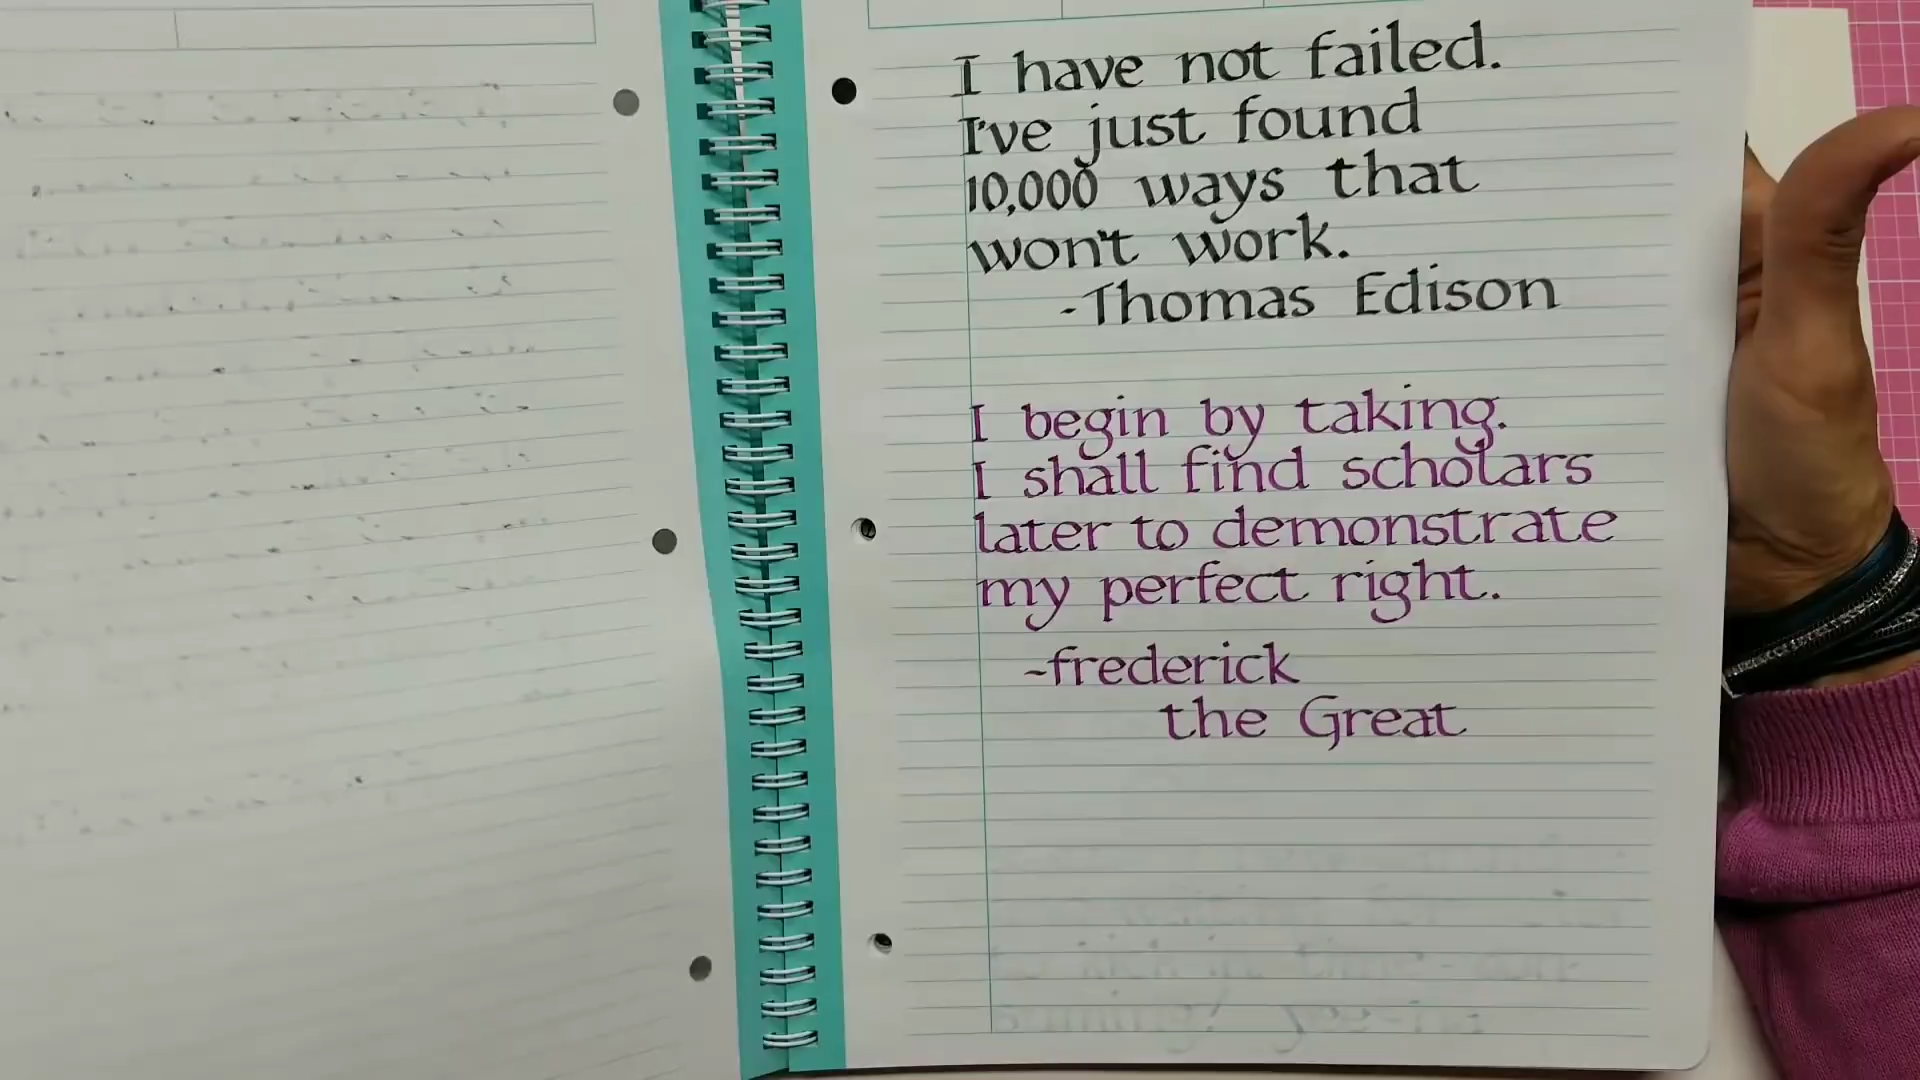 I have not failed.
I've just found
10,000 ways that
won't work.
-Thomas Edison
I begin by taking.
I shall find scholars
later to demonstrate
my perfect right.
~frederick
the Great